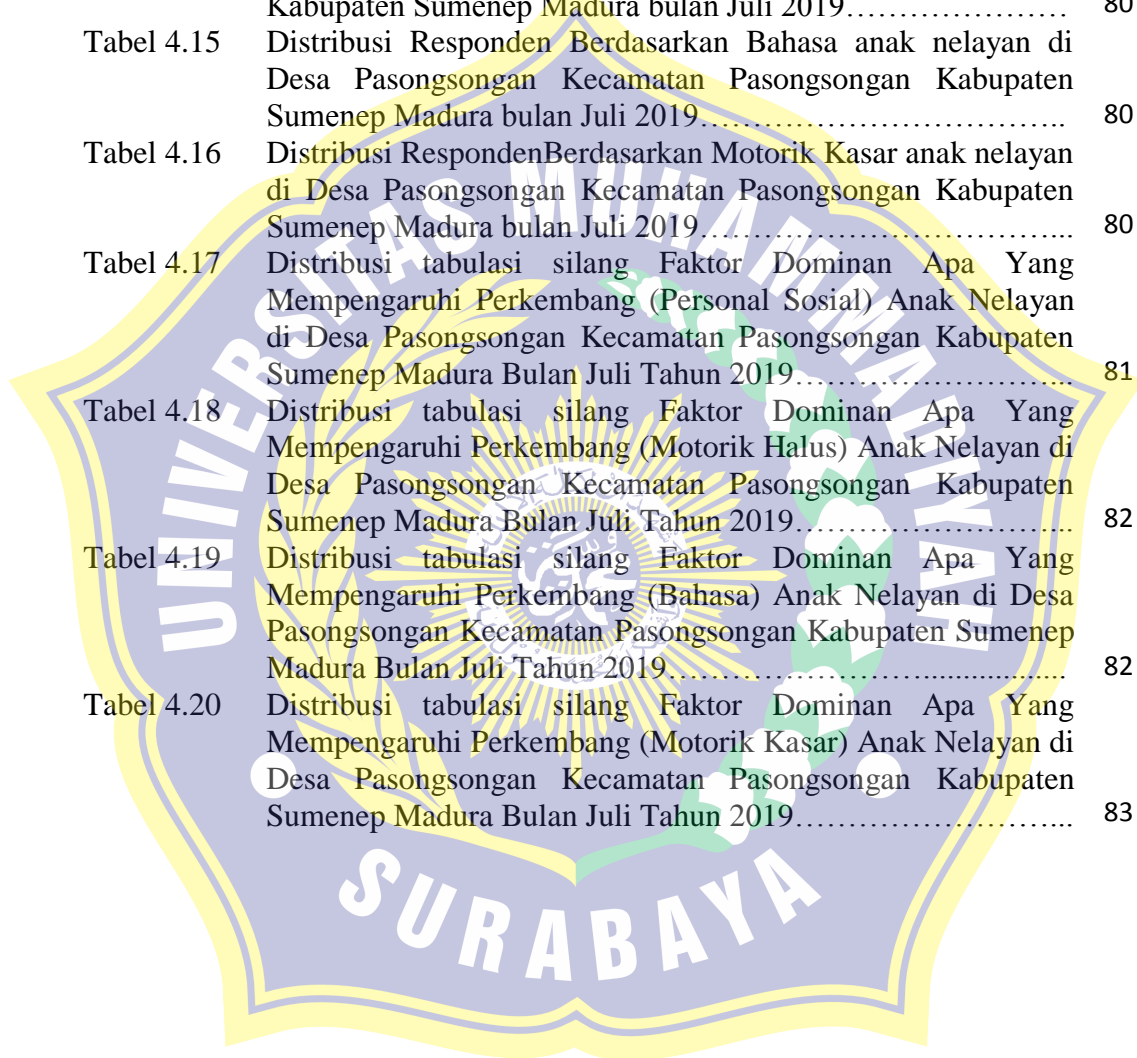 Kabupaten Sumenep Madura bulan Juli 2019………………… 80
Tabel 4.15 Distribusi Responden Berdasarkan Bahasa anak nelayan di
Desa Pasongsongan Kecamatan Pasongsongan Kabupaten
Sumenep Madura bulan Juli 2019……………………………….. 80
Tabel 4.16 Distribusi RespondenBerdasarkan Motorik Kasar anak nelayan
di Desa Pasongsongan Kecamatan Pasongsongan Kabupaten
Sumenep Madura bulan Juli 2019……………………………... 80
Tabel 4.17 Distribusi tabulasi silang Faktor Dominan Apa Yang
Mempengaruhi Perkembang (Personal Sosial) Anak Nelayan
di Desa Pasongsongan Kecamatan Pasongsongan Kabupaten
Sumenep Madura Bulan Juli Tahun 2019……………………... 81
Tabel 4.18 Distribusi tabulasi silang Faktor Dominan Apa Yang
Mempengaruhi Perkembang (Motorik Halus) Anak Nelayan di
Desa Pasongsongan Kecamatan Pasongsongan Kabupaten
Sumenep Madura Bulan Juli Tahun 2019……………………... 82
Tabel 4.19 Distribusi tabulasi silang Faktor Dominan Apa Yang
Mempengaruhi Perkembang (Bahasa) Anak Nelayan di Desa
Pasongsongan Kecamatan Pasongsongan Kabupaten Sumenep
Madura Bulan Juli Tahun 2019……………………................. 82
Tabel 4.20 Distribusi tabulasi silang Faktor Dominan Apa Yang
Mempengaruhi Perkembang (Motorik Kasar) Anak Nelayan di
Desa Pasongsongan Kecamatan Pasongsongan Kabupaten
Sumenep Madura Bulan Juli Tahun 2019……………………... 83
UNIVERSITAS MUHAMMADIYAH
SURABAYA